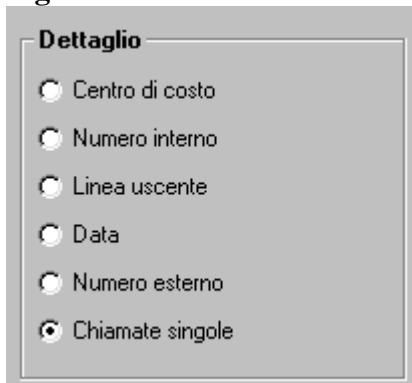 Dettaglio
Centro di costo
Numero interno
Linea uscente
Data
Numero esterno
Chiamate singole